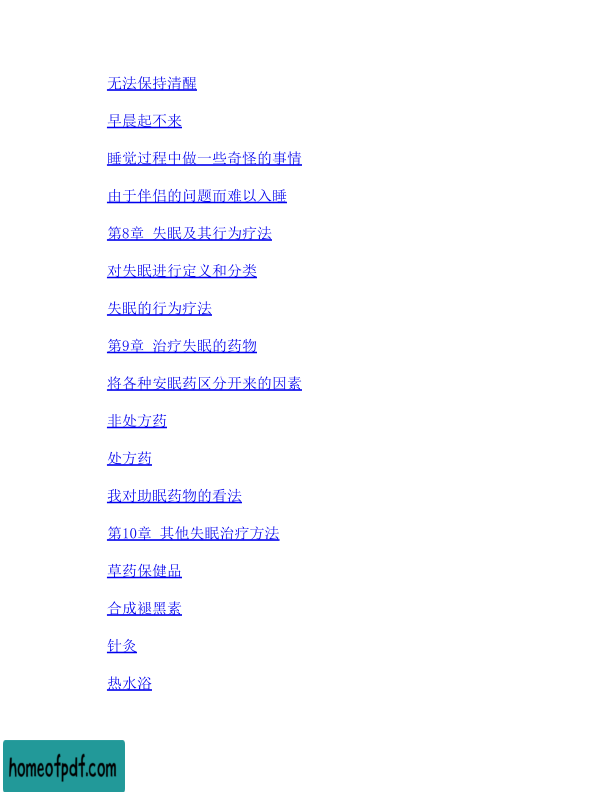 无法保持清醒
早晨起不来
睡觉过程中做一些奇怪的事情
由于伴侣的问题而难以入睡
第8章 失眠及其行为疗法
对失眠进行定义和分类
失眠的行为疗法
第9章 治疗失眠的药物
将各种安眠药区分开来的因素
非处方药
处方药
我对助眠药物的看法
第10章 其他失眠治疗方法
草药保健品
合成褪黑素
针灸
热水浴
homeofpdf.com